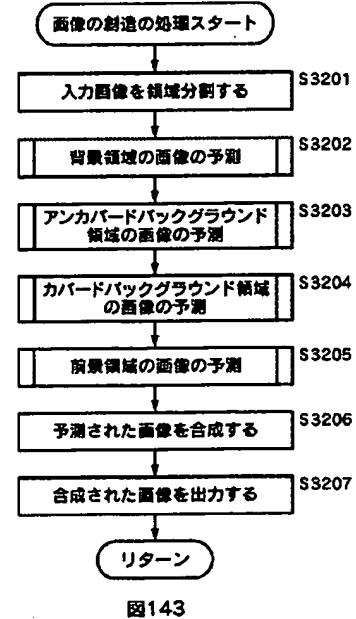 画像の創造の処理スタート
S3201
入力画像を領域分割する
S3202
背景領域の画像の予測
S3203
アンカバードバックグラウンド
領域の画像の予測
S3204
カバードバックグラウンド領域
の画像の予測
S3205
前景領域の画像の予測
S3206
予測された画像を合成する
S3207
合成された画像を出力する
リターン
図143